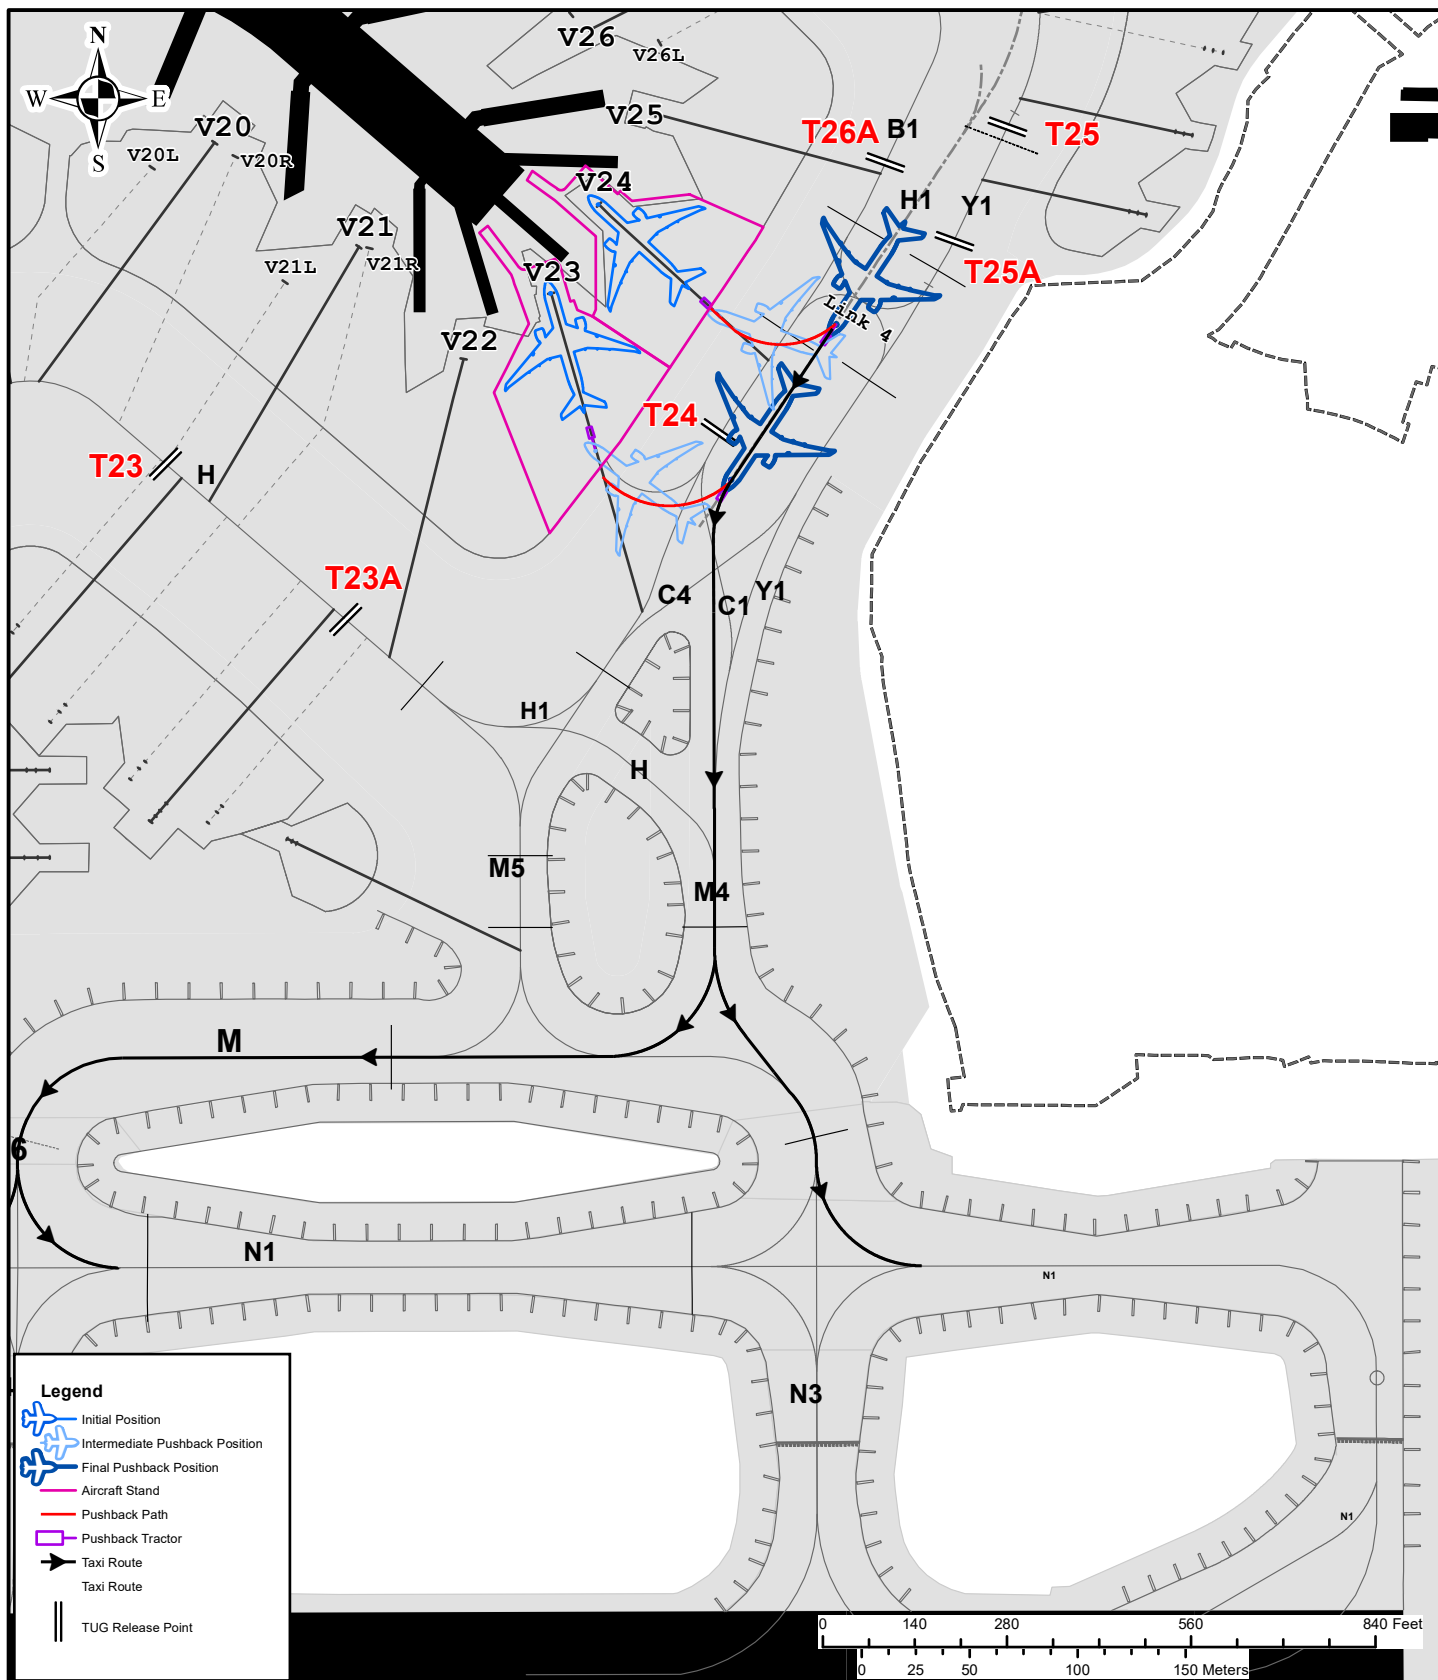 N
W
E
S
V26
V26L
V25
V20
V20L
V20R
T26A
B1
T25
V24
H1
Y1
V21
V21L
V21R
V23
T25A
Link 4
V22
T24
T23
H
T23A
C4
C1
Y1
H1
H
M5
M4
M
6
N1
N1
N3
N1
Legend
Initial Position
Intermediate Pushback Position
Final Pushback Position
Aircraft Stand
Pushback Path
Pushback Tractor
Taxi Route
Taxi Route
TUG Release Point
0 140 280 560 840 Feet
0 25 50 100 150 Meters